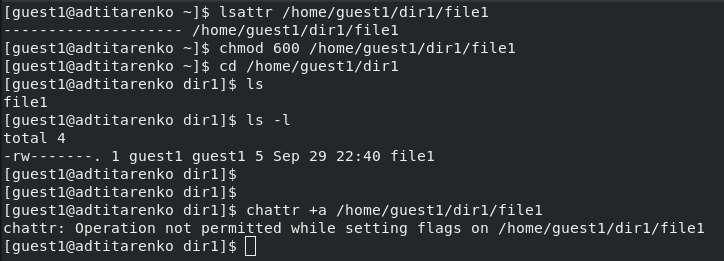 [guest1@adtitarenko ~]$ lsattr /home/guest1/dir1/file1
-------------------- /home/guest1/dir1/file1
[guest1@adtitarenko ~]$ chmod 600 /home/guest1/dir1/file1
[guest1@adtitarenko ~]$ cd /home/guest1/dir1
[guest1@adtitarenko dir1]$ ls
file1
[guest1@adtitarenko dir1]$ ls -l
total 4
-rw-------. 1 guest1 guest1 5 Sep 29 22:40 file1
[guest1@adtitarenko dir1]$
[guest1@adtitarenko dir1]$
[guest1@adtitarenko dir1]$ chattr +a /home/guest1/dir1/file1
chattr: Operation not permitted while setting flags on /home/guest1/dir1/file1
[guest1@adtitarenko dir1]$